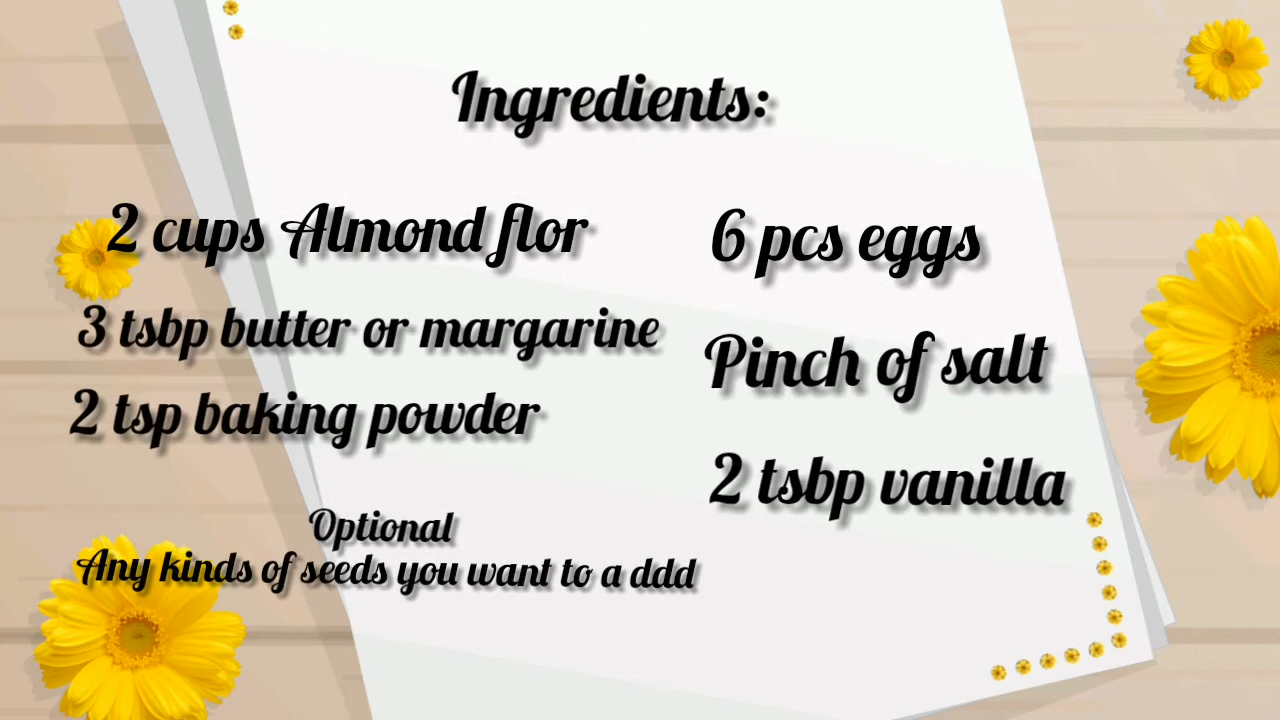 Ingredients:
2 cups Almond flor
3 tsbp butter or margarine
2 tsp baking powder
6 pcs eggs
Pinch of salt
2 tsbp vanilla
Optional
Any kinds of seeds you want to a ddd